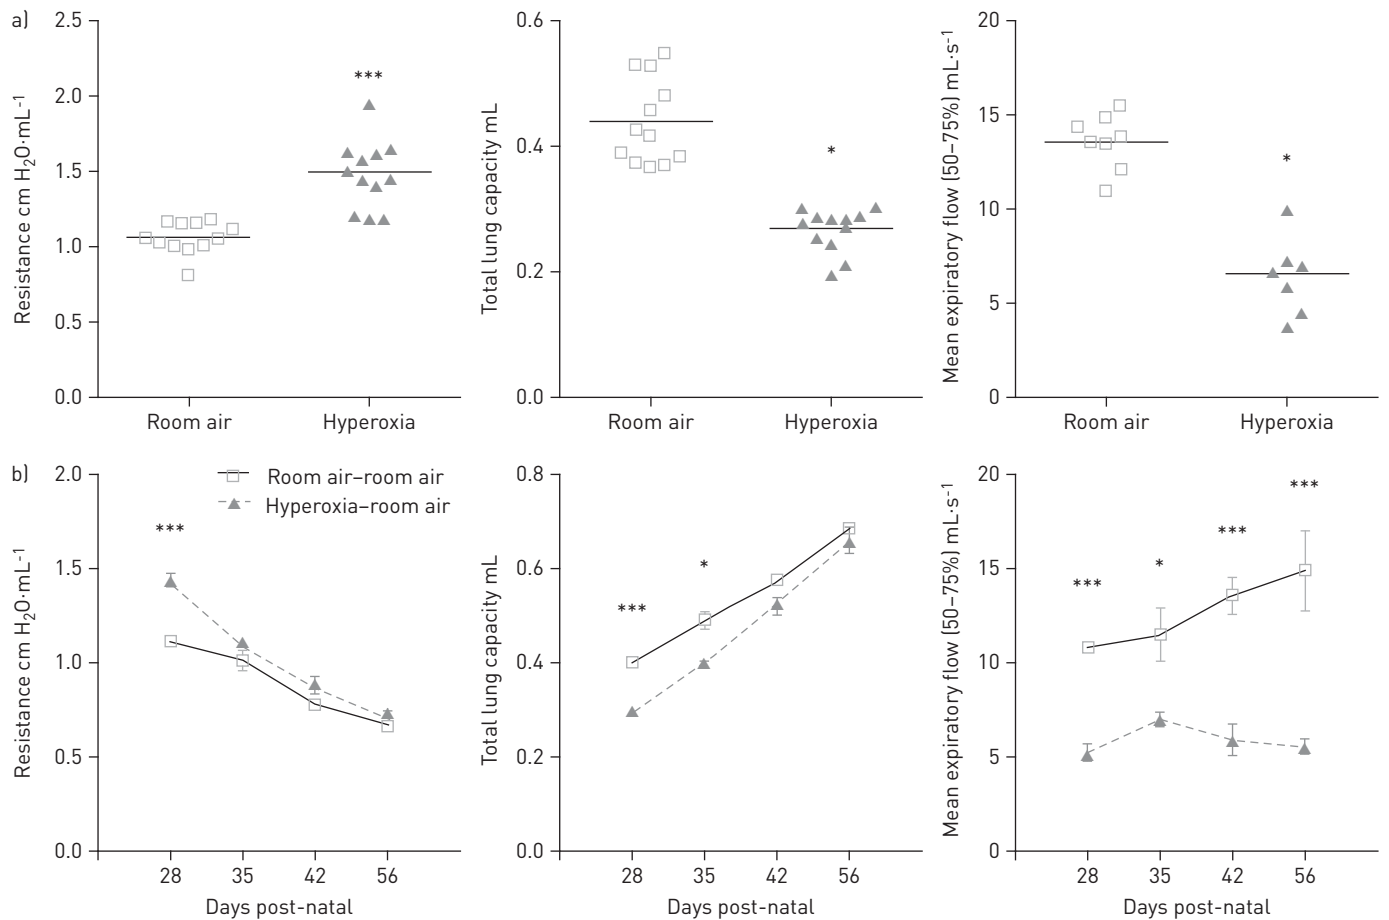 a)
Resistance cm H₂O·mL⁻¹
2.5
2.0
1.5
1.0
0.5
0.0
***
Room air
Hyperoxia
Total lung capacity mL
0.6
0.4
0.2
0.0
*
Room air
Hyperoxia
Mean expiratory flow (50–75%) mL·s⁻¹
20
15
10
5
0
*
Room air
Hyperoxia
b)
Resistance cm H₂O·mL⁻¹
2.0
1.5
1.0
0.5
0.0
Room air–room air
Hyperoxia–room air
***
28 35 42 56
Days post-natal
Total lung capacity mL
0.8
0.6
0.4
0.2
0.0
***
*
28 35 42 56
Days post-natal
Mean expiratory flow (50–75%) mL·s⁻¹
20
15
10
5
0
***
*
***
***
28 35 42 56
Days post-natal